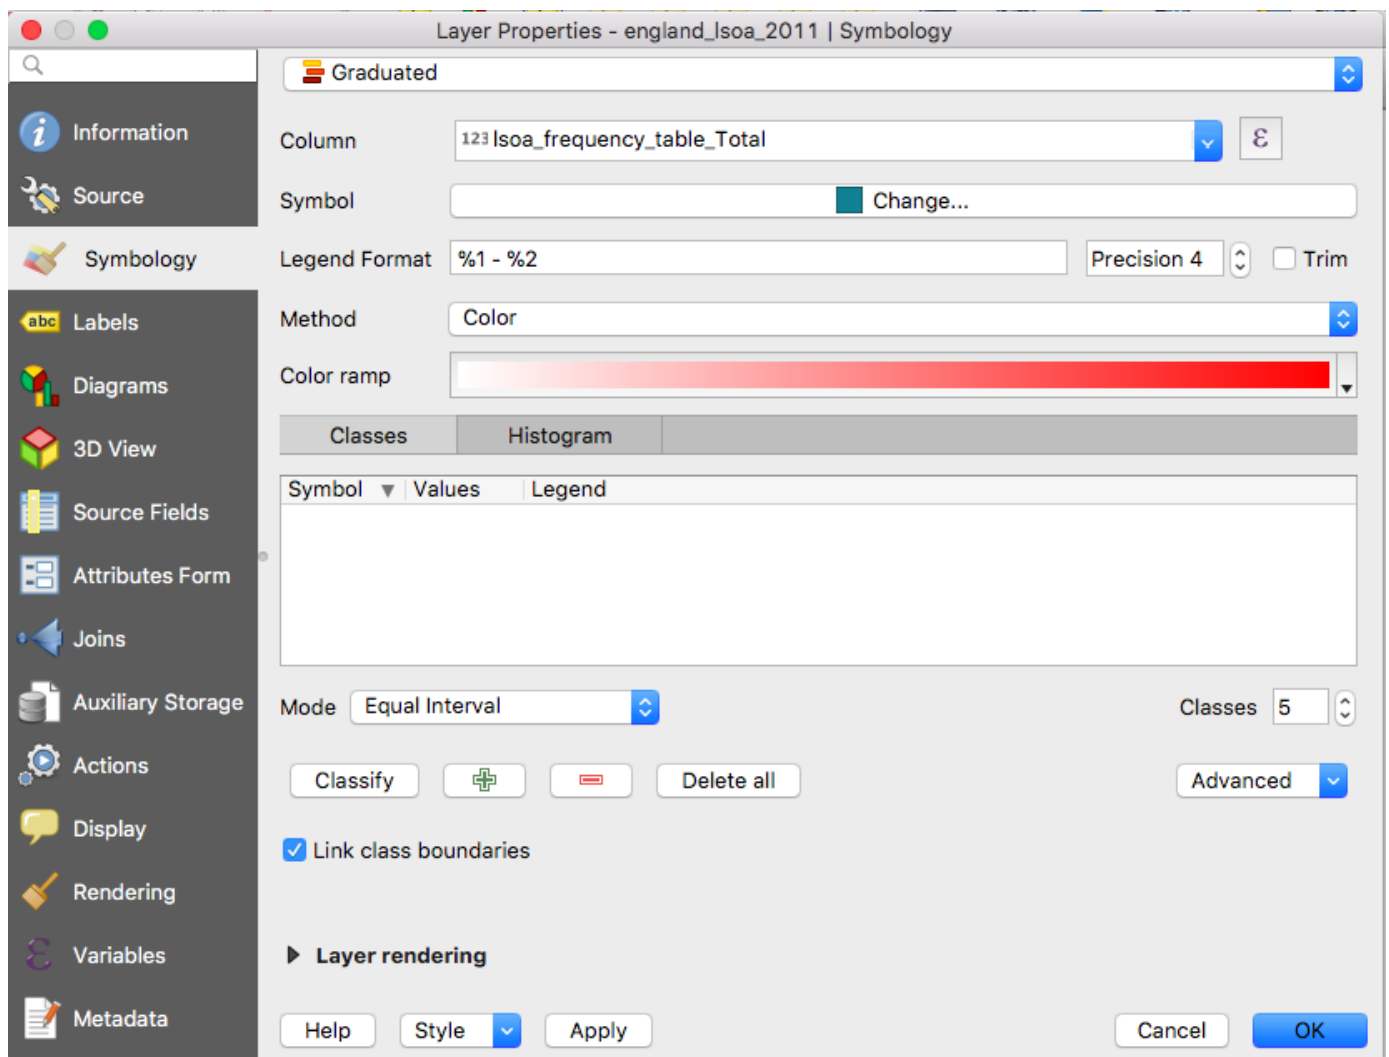 Layer Properties - england_lsoa_2011 | Symbology
Graduated
Information
Column
123 lsoa_frequency_table_Total
ε
Source
Symbol
Change...
Symbology
Legend Format
%1 - %2
Precision 4
Trim
abc Labels
Method
Color
Diagrams
Color ramp
Classes
Histogram
3D View
Symbol
Values
Legend
Source Fields
Attributes Form
Joins
Auxiliary Storage
Mode
Equal Interval
Classes
5
Actions
Classify
Delete all
Advanced
Display
Link class boundaries
Rendering
ε Variables
Layer rendering
Metadata
Help
Style
Apply
Cancel
OK